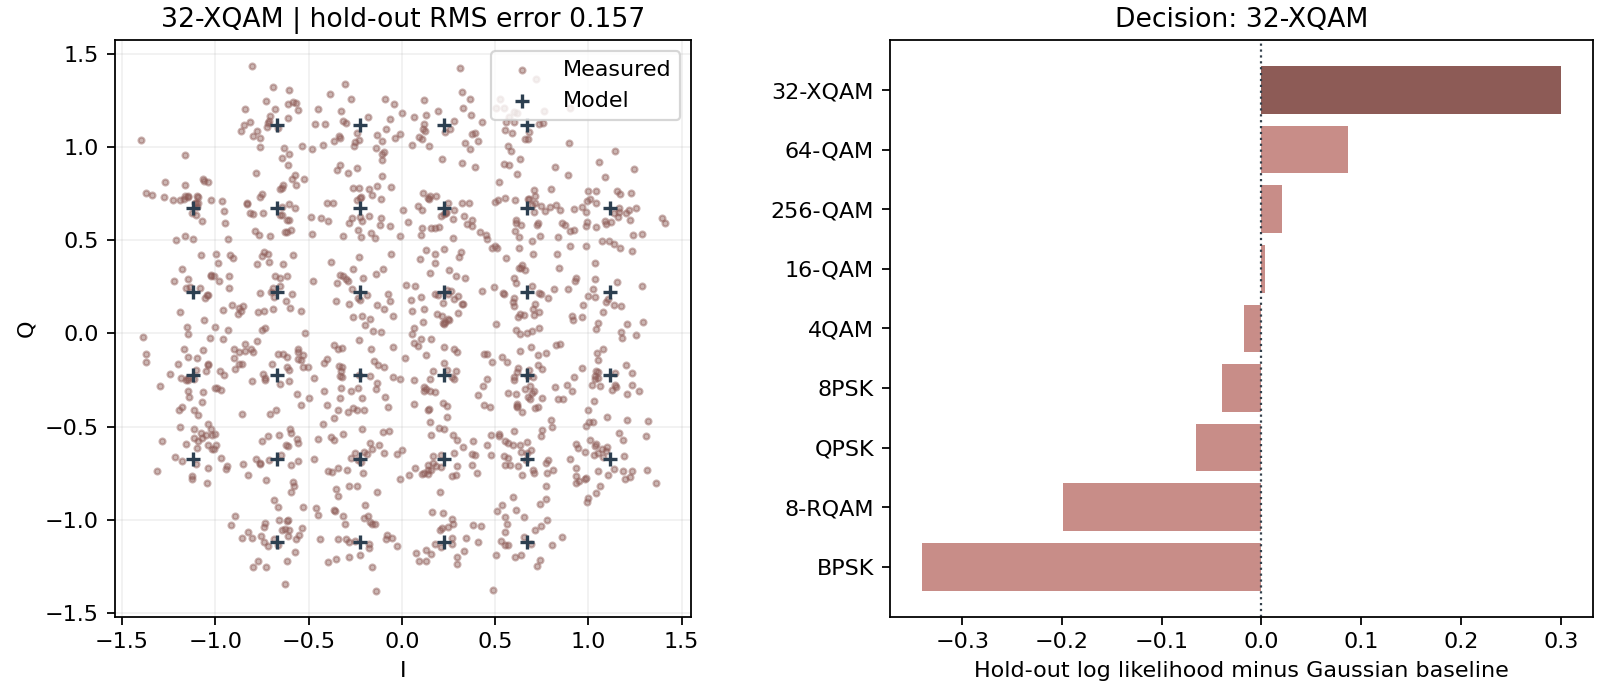 32-XQAM | hold-out RMS error 0.157
Measured
Model
1.5
1.0
0.5
0.0
−0.5
−1.0
−1.5
Q
−1.5
−1.0
−0.5
0.0
0.5
1.0
1.5
I
Decision: 32-XQAM
32-XQAM
64-QAM
256-QAM
16-QAM
4QAM
8PSK
QPSK
8-RQAM
BPSK
−0.3
−0.2
−0.1
0.0
0.1
0.2
0.3
Hold-out log likelihood minus Gaussian baseline